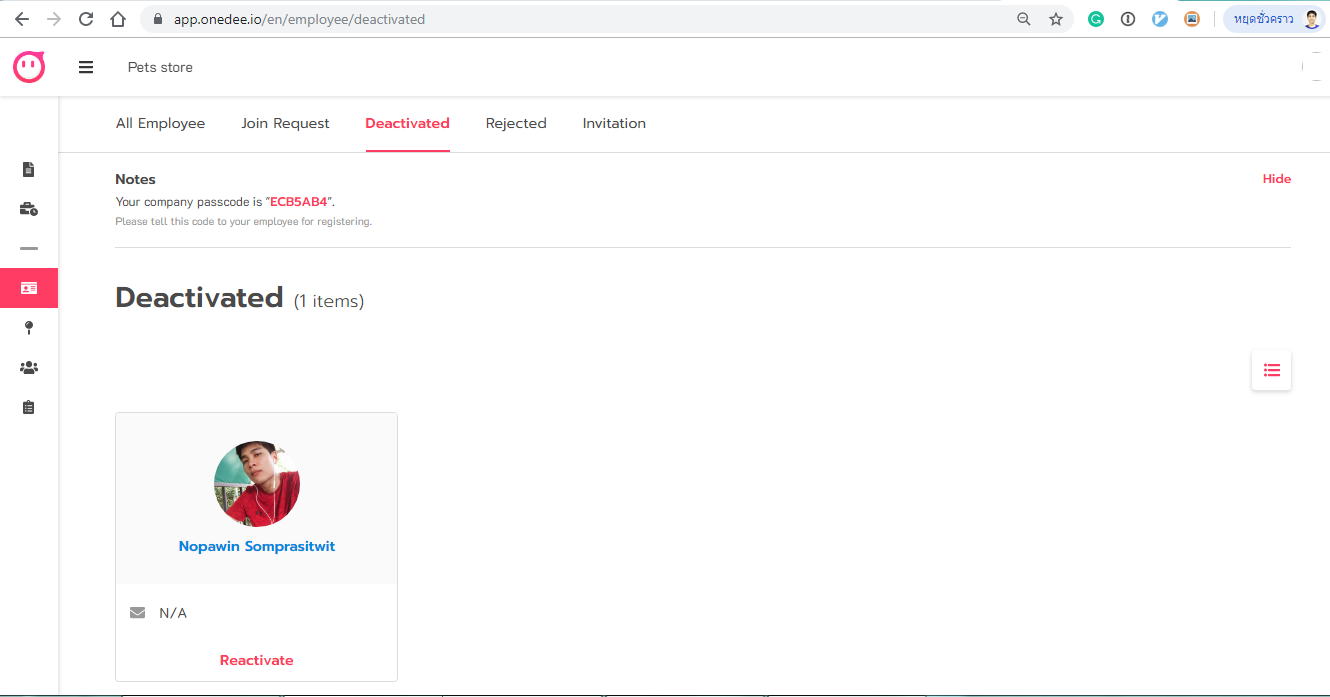 app.onedee.io/en/employee/deactivated
หยุดชั่วคราว
Pets store
All Employee Join Request Deactivated Rejected Invitation
Notes
Hide
Your company passcode is "ECB5AB4".
Please tell this code to your employee for registering.
Deactivated (1 items)
Nopawin Somprasitwit
N/A
Reactivate